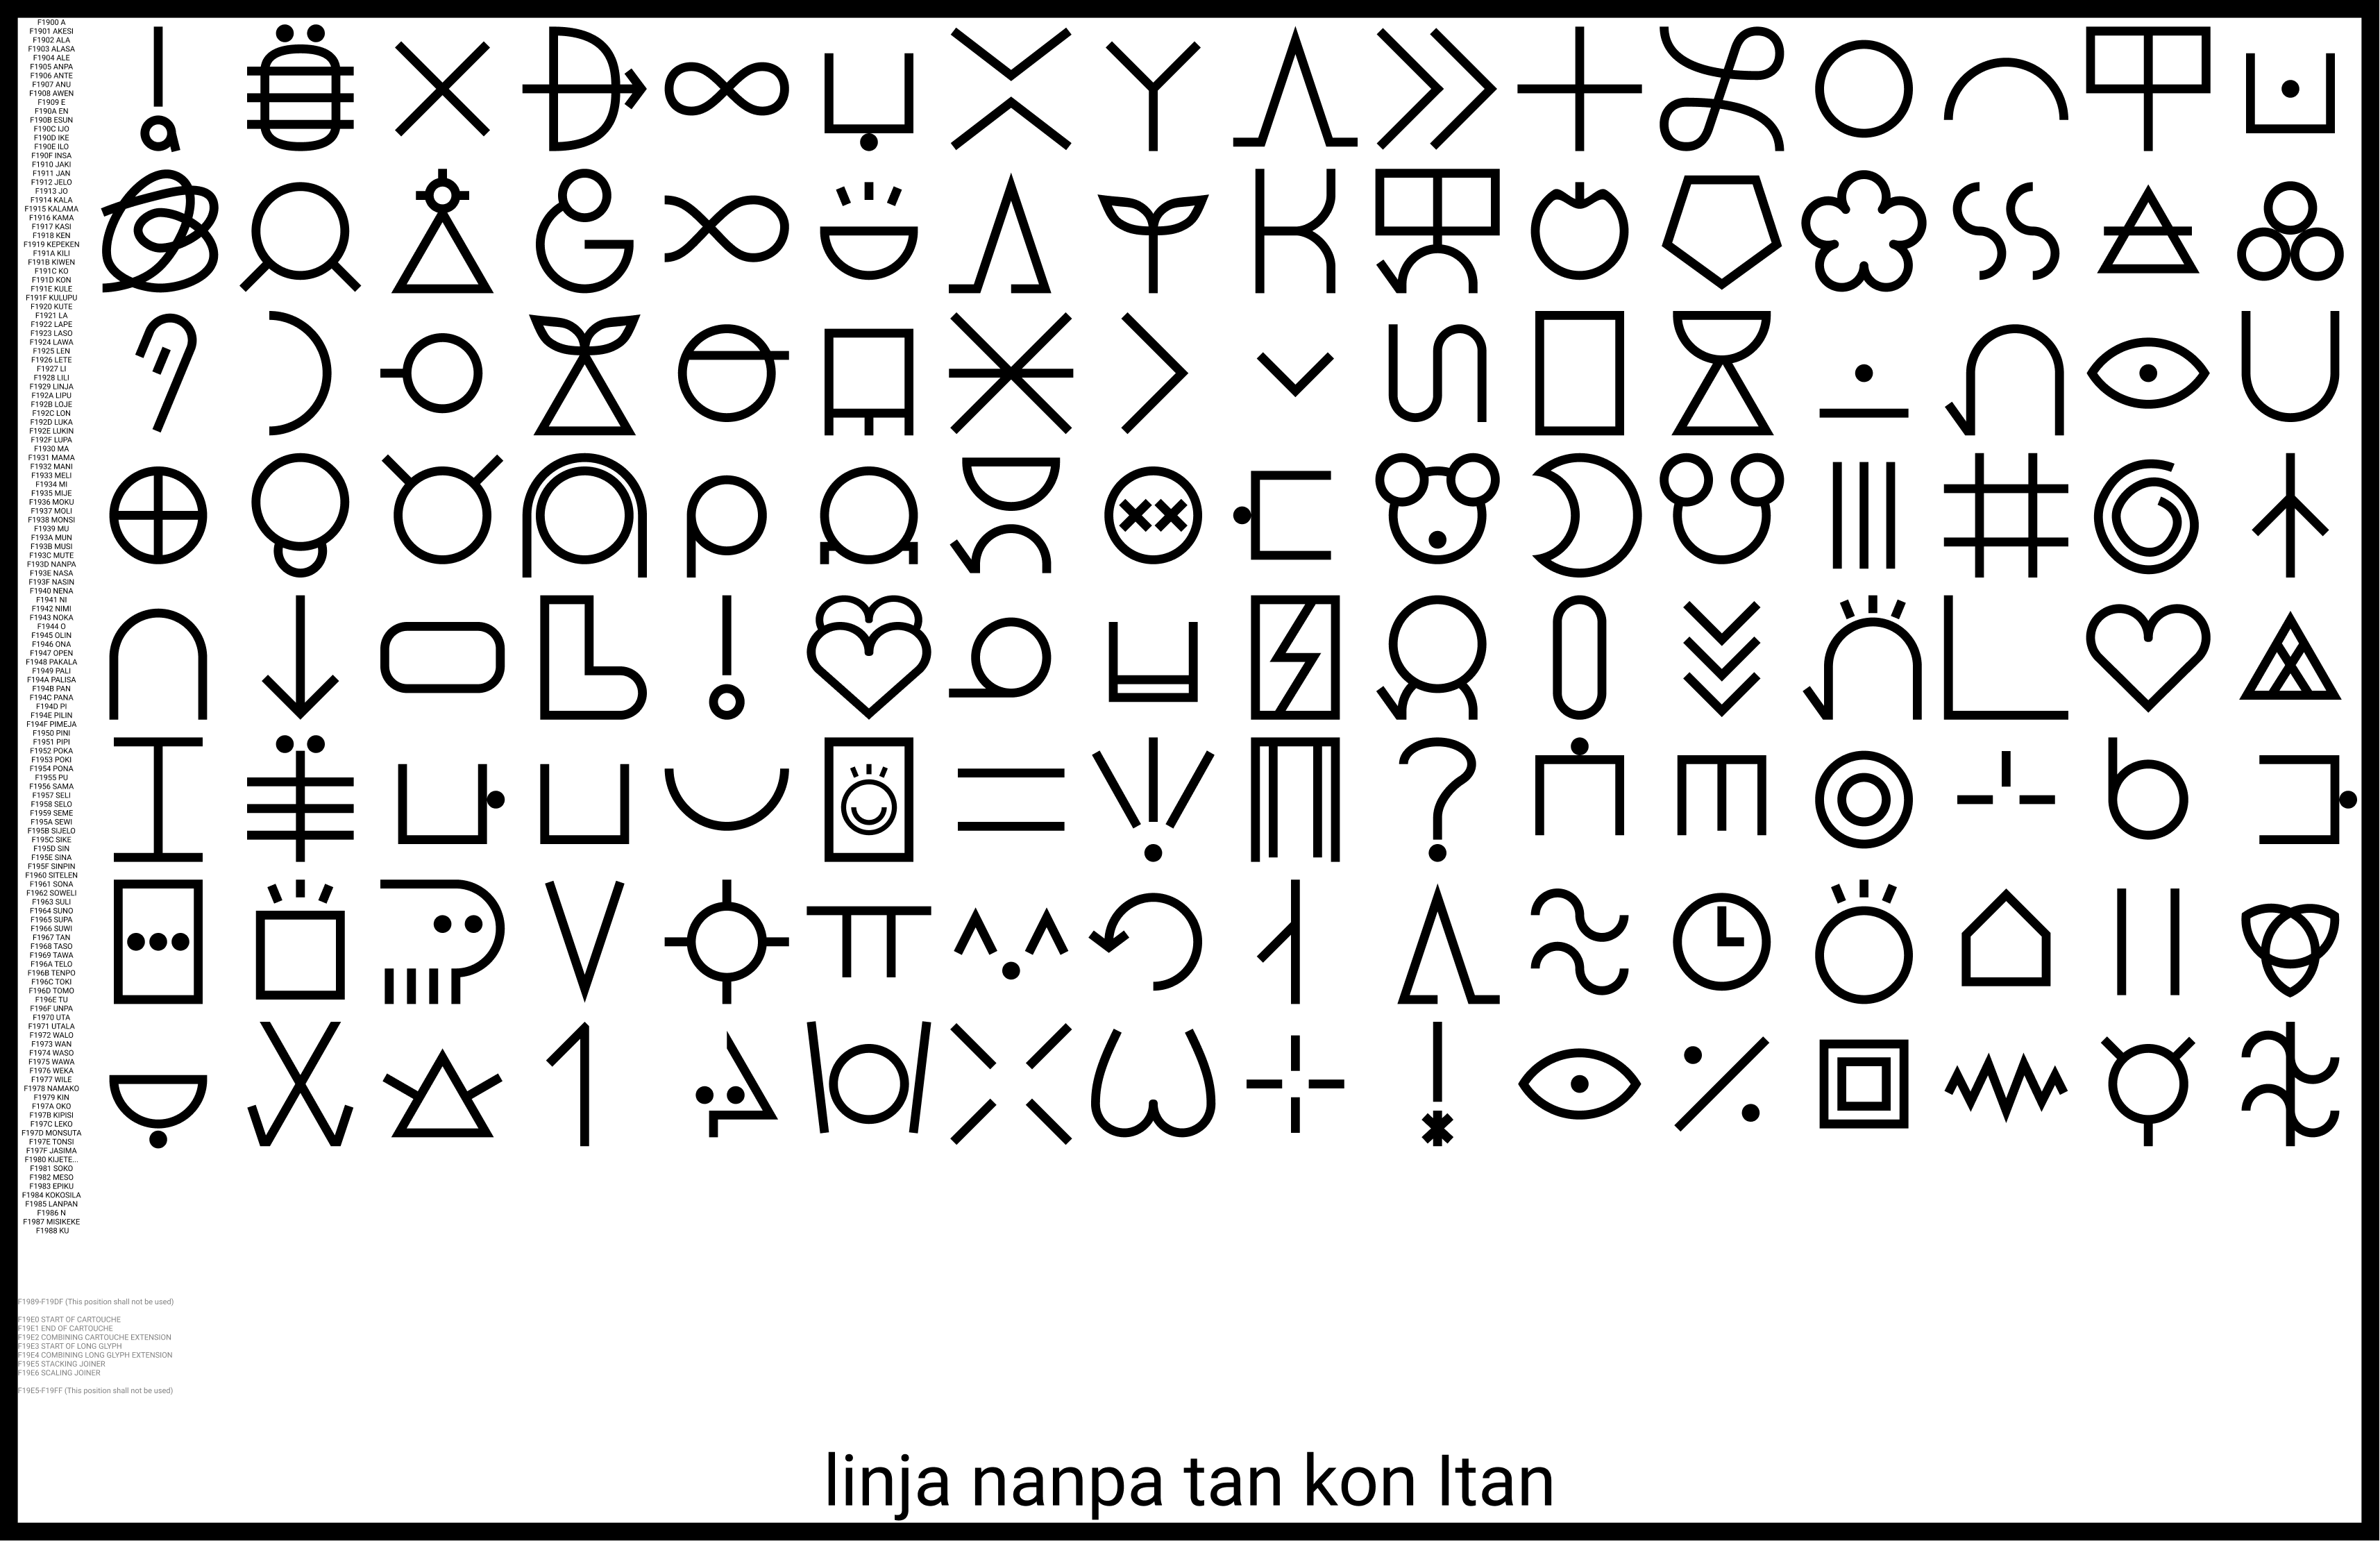 F1900 A
F1901 AKESI
F1902 ALA
F1903 ALASA
F1904 ALE
F1905 ANPA
F1906 ANTE
F1907 ANU
F1908 AWEN
F1909 E
F190A EN
F190B ESUN
F190C IJO
F190D IKE
F190E ILO
F190F INSA
F1910 JAKI
F1911 JAN
F1912 JELO
F1913 JO
F1914 KALA
F1915 KALAMA
F1916 KAMA
F1917 KASI
F1918 KEN
F1919 KEPEKEN
F191A KILI
F191B KIWEN
F191C KO
F191D KON
F191E KULE
F191F KULUPU
F1920 KUTE
F1921 LA
F1922 LAPE
F1923 LASO
F1924 LAWA
F1925 LEN
F1926 LETE
F1927 LI
F1928 LILI
F1929 LINJA
F192A LIPU
F192B LOJE
F192C LON
F192D LUKA
F192E LUKIN
F192F LUPA
F1930 MA
F1931 MAMA
F1932 MANI
F1933 MELI
F1934 MI
F1935 MIJE
F1936 MOKU
F1937 MOLI
F1938 MONSI
F1939 MU
F193A MUN
F193B MUSI
F193C MUTE
F193D NANPA
F193E NASA
F193F NASIN
F1940 NENA
F1941 NI
F1942 NIMI
F1943 NOKA
F1944 O
F1945 OLIN
F1946 ONA
F1947 OPEN
F1948 PAKALA
F1949 PALI
F194A PALISA
F194B PAN
F194C PANA
F194D PI
F194E PILIN
F194F PIMEJA
F1950 PINI
F1951 PIPI
F1952 POKA
F1953 POKI
F1954 PONA
F1955 PU
F1956 SAMA
F1957 SELI
F1958 SELO
F1959 SEME
F195A SEWI
F195B SIJELO
F195C SIKE
F195D SIN
F195E SINA
F195F SINPIN
F1960 SITELEN
F1961 SONA
F1962 SOWELI
F1963 SULI
F1964 SUNO
F1965 SUPA
F1966 SUWI
F1967 TAN
F1968 TASO
F1969 TAWA
F196A TELO
F196B TENPO
F196C TOKI
F196D TOMO
F196E TU
F196F UNPA
F1970 UTA
F1971 UTALA
F1972 WALO
F1973 WAN
F1974 WASO
F1975 WAWA
F1976 WEKA
F1977 WILE
F1978 NAMAKO
F1979 KIN
F197A OKO
F197B KIPISI
F197C LEKO
F197D MONSUTA
F197E TONSI
F197F JASIMA
F1980 KIJETE...
F1981 SOKO
F1982 MESO
F1983 EPIKU
F1984 KOKOSILA
F1985 LANPAN
F1986 N
F1987 MISIKEKE
F1988 KU
F1989-F19DF (This position shall not be used)
F19E0 START OF CARTOUCHE
F19E1 END OF CARTOUCHE
F19E2 COMBINING CARTOUCHE EXTENSION
F19E3 START OF LONG GLYPH
F19E4 COMBINING LONG GLYPH EXTENSION
F19E5 STACKING JOINER
F19E6 SCALING JOINER
F19E5-F19FF (This position shall not be used)
linja nanpa tan kon Itan